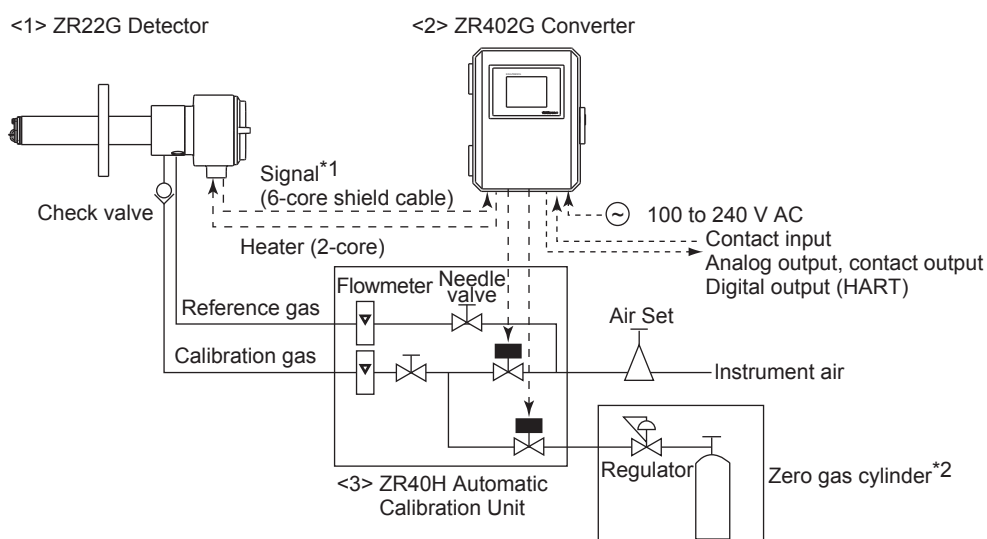 <1> ZR22G Detector
<2> ZR402G Converter
Signal*1
(6-core shield cable)
Check valve
Heater (2-core)
100 to 240 V AC
Contact input
Analog output, contact output
Digital output (HART)
Flowmeter
Needle
valve
Reference gas
Air Set
Calibration gas
Instrument air
Regulator
Zero gas cylinder*2
<3> ZR40H Automatic
Calibration Unit